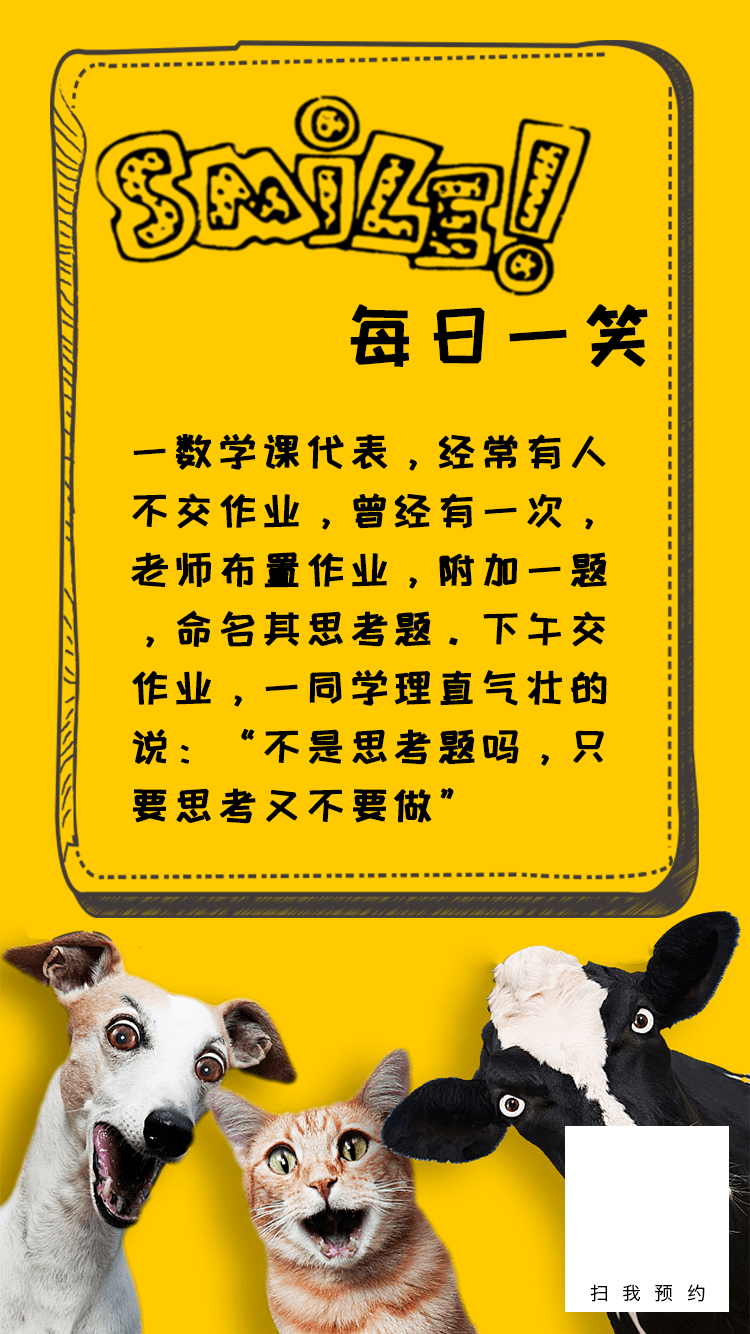 SMILE!
每日一笑
一数学课代表，经常有人
不交作业，曾经有一次，
老师布置作业，附加一题
，命名其思考题．下午交
作业，一同学理直气壮的
说：“不是思考题吗，只
要思考又不要做”
扫我预约